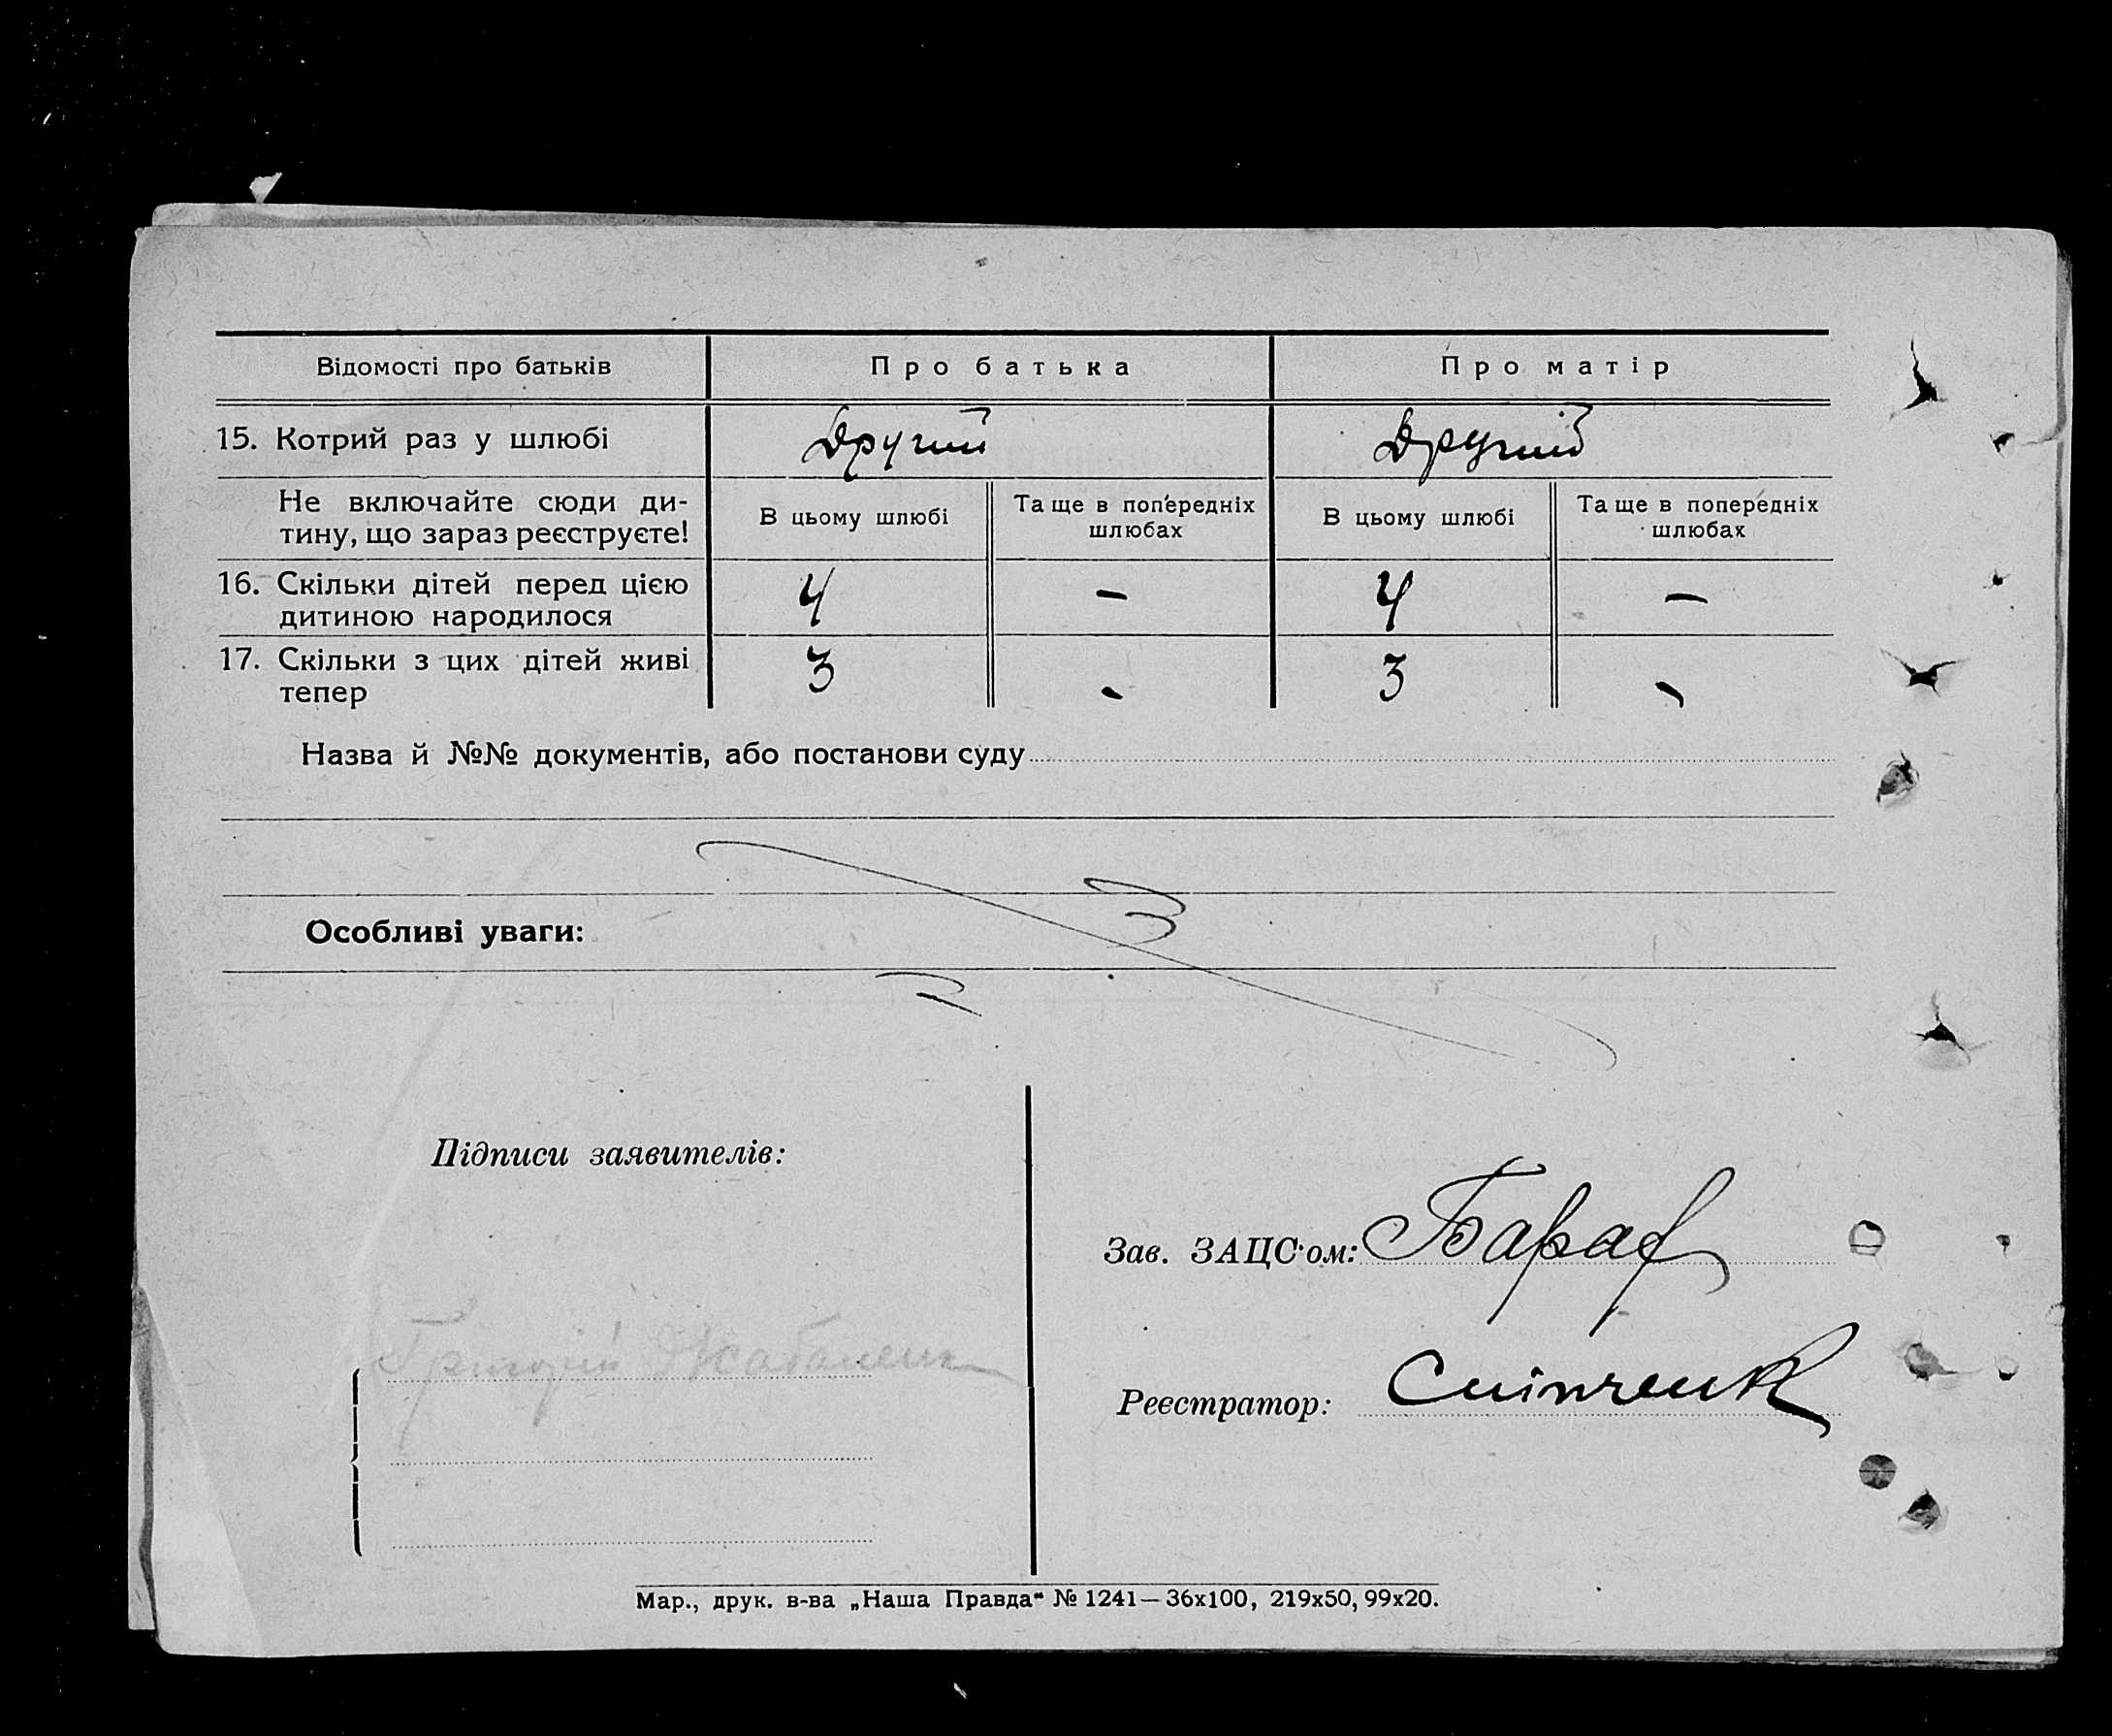 Відомості про батьків Про батька Про матір
15. Котрий раз у шлюбі Другий Другий
Не включайте сюди ди-
тину, що зараз реєструєте!
В цьому шлюбі Та ще в попередніх шлюбах В цьому шлюбі Та ще в попередніх шлюбах
16. Скільки дітей перед цією
дитиною народилося 4 — 4 —
17. Скільки з цих дітей живі
тепер 3 - 3 -
Назва й №№ документів, або постанови суду
Особливі уваги:
Підписи заявителів:
Зав. ЗАЦС'ом:
Григорій
Реєстратор:
Мар., друк. в-ва „Наша Правда“ № 1241—36х100, 219х50, 99х20.